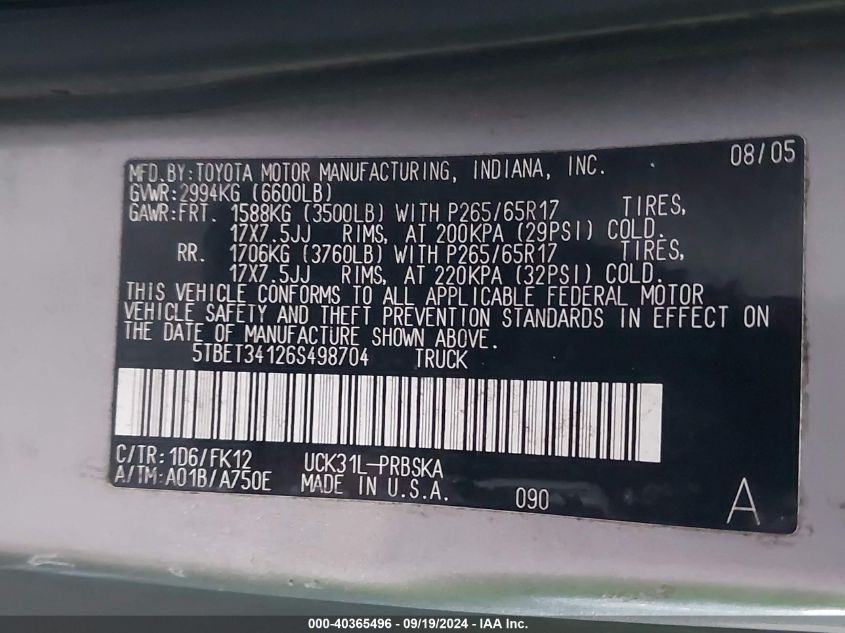 MFD.BY:TOYOTA MOTOR MANUFACTURING, INDIANA, INC. 08/05
GVWR:2994KG (6600LB)
GAWR:FRT. 1588KG (3500LB) WITH P265/65R17 TIRES,
17X7.5JJ RIMS, AT 200KPA (29PSI) COLD.
RR. 1706KG (3760LB) WITH P265/65R17 TIRES,
17X7.5JJ RIMS, AT 220KPA (32PSI) COLD.
THIS VEHICLE CONFORMS TO ALL APPLICABLE FEDERAL MOTOR
VEHICLE SAFETY AND THEFT PREVENTION STANDARDS IN EFFECT ON
THE DATE OF MANUFACTURE SHOWN ABOVE.
5TBET34126S498704 TRUCK
C/TR:1D6/FK12 UCK31L-PRBSKA
A/TM:A01B/A750E MADE IN U.S.A. 090 A
000-40365496 - 09/19/2024 - IAA Inc.